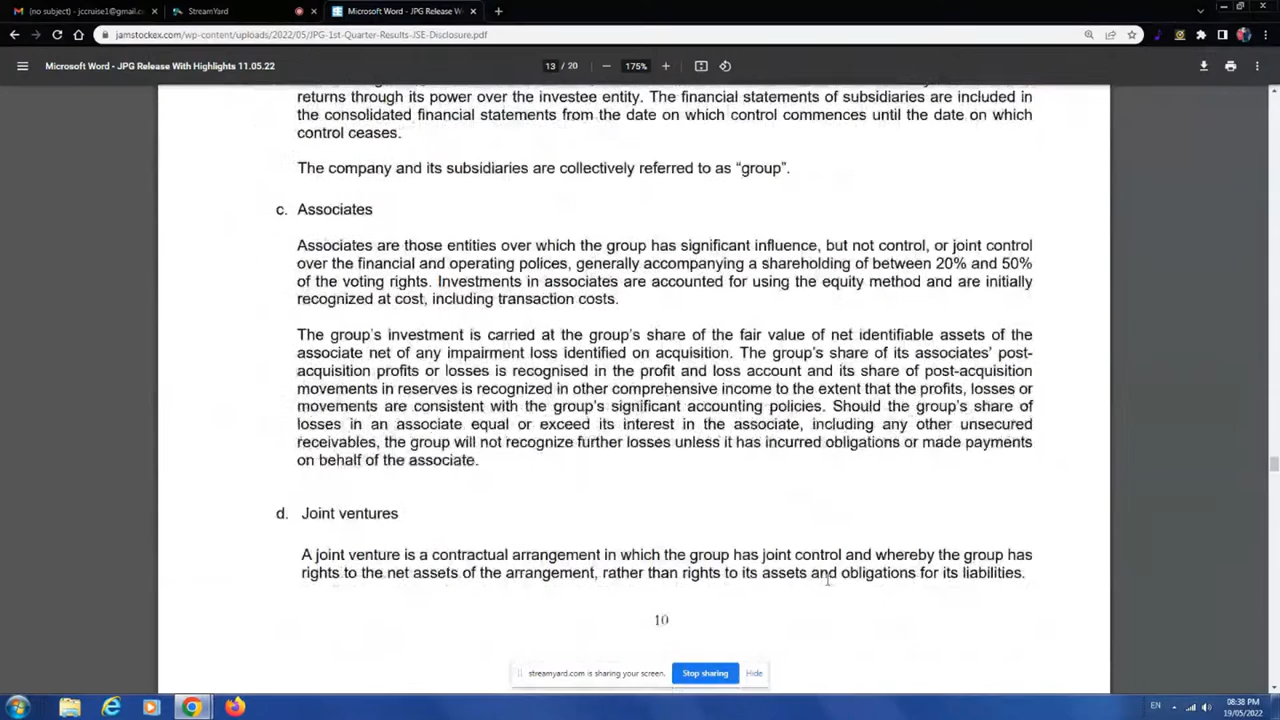 (no subject) - jccruise1@gmail.c
StreamYard
Microsoft Word - JPG Release W
jamstockex.com/wp-content/uploads/2022/05/JPG-1st-Quarter-Results-JSE-Disclosure.pdf
Microsoft Word - JPG Release With Highlights 11.05.22
13 / 20
175%
returns through its power over the investee entity. The financial statements of subsidiaries are included in
the consolidated financial statements from the date on which control commences until the date on which
control ceases.
The company and its subsidiaries are collectively referred to as “group”.
c. Associates
Associates are those entities over which the group has significant influence, but not control, or joint control
over the financial and operating polices, generally accompanying a shareholding of between 20% and 50%
of the voting rights. Investments in associates are accounted for using the equity method and are initially
recognized at cost, including transaction costs.
The group’s investment is carried at the group’s share of the fair value of net identifiable assets of the
associate net of any impairment loss identified on acquisition. The group’s share of its associates’ post-
acquisition profits or losses is recognised in the profit and loss account and its share of post-acquisition
movements in reserves is recognized in other comprehensive income to the extent that the profits, losses or
movements are consistent with the group’s significant accounting policies. Should the group’s share of
losses in an associate equal or exceed its interest in the associate, including any other unsecured
receivables, the group will not recognize further losses unless it has incurred obligations or made payments
on behalf of the associate.
d. Joint ventures
A joint venture is a contractual arrangement in which the group has joint control and whereby the group has
rights to the net assets of the arrangement, rather than rights to its assets and obligations for its liabilities.
10
streamyard.com is sharing your screen.
Stop sharing
Hide
EN
08:38 PM
19/05/2022